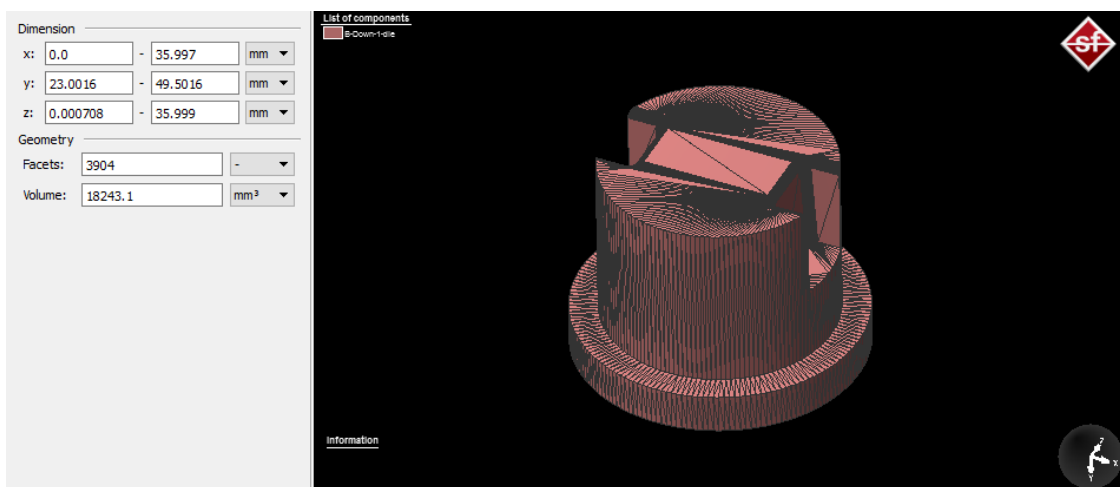 Dimension
x: 0.0 - 35.997 mm
y: 23.0016 - 49.5016 mm
z: 0.000708 - 35.999 mm
Geometry
Facets: 3904 -
Volume: 18243.1 mm³
List of components
E-Down-1-die
sf
Information
Z
X
Y